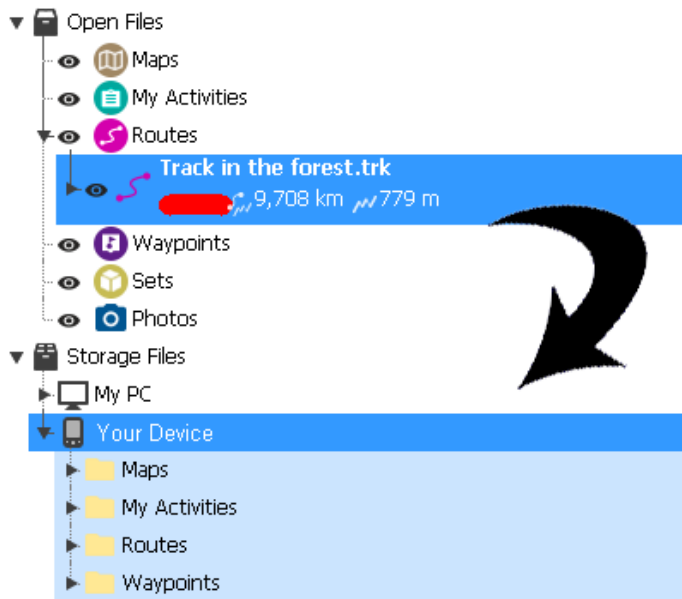 Open Files
Maps
My Activities
Routes
Track in the forest.trk
9,708 km 779 m
Waypoints
Sets
Photos
Storage Files
My PC
Your Device
Maps
My Activities
Routes
Waypoints